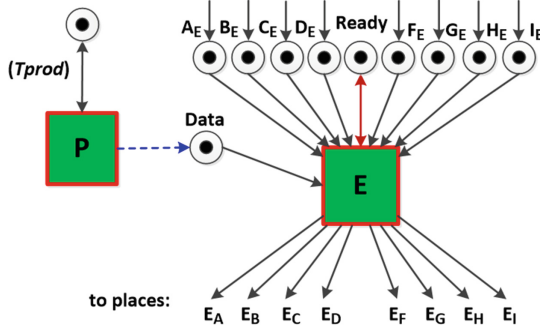 A_E B_E C_E D_E Ready F_E G_E H_E I_E
(Tprod)
Data
P
E
to places: E_A E_B E_C E_D E_F E_G E_H E_I